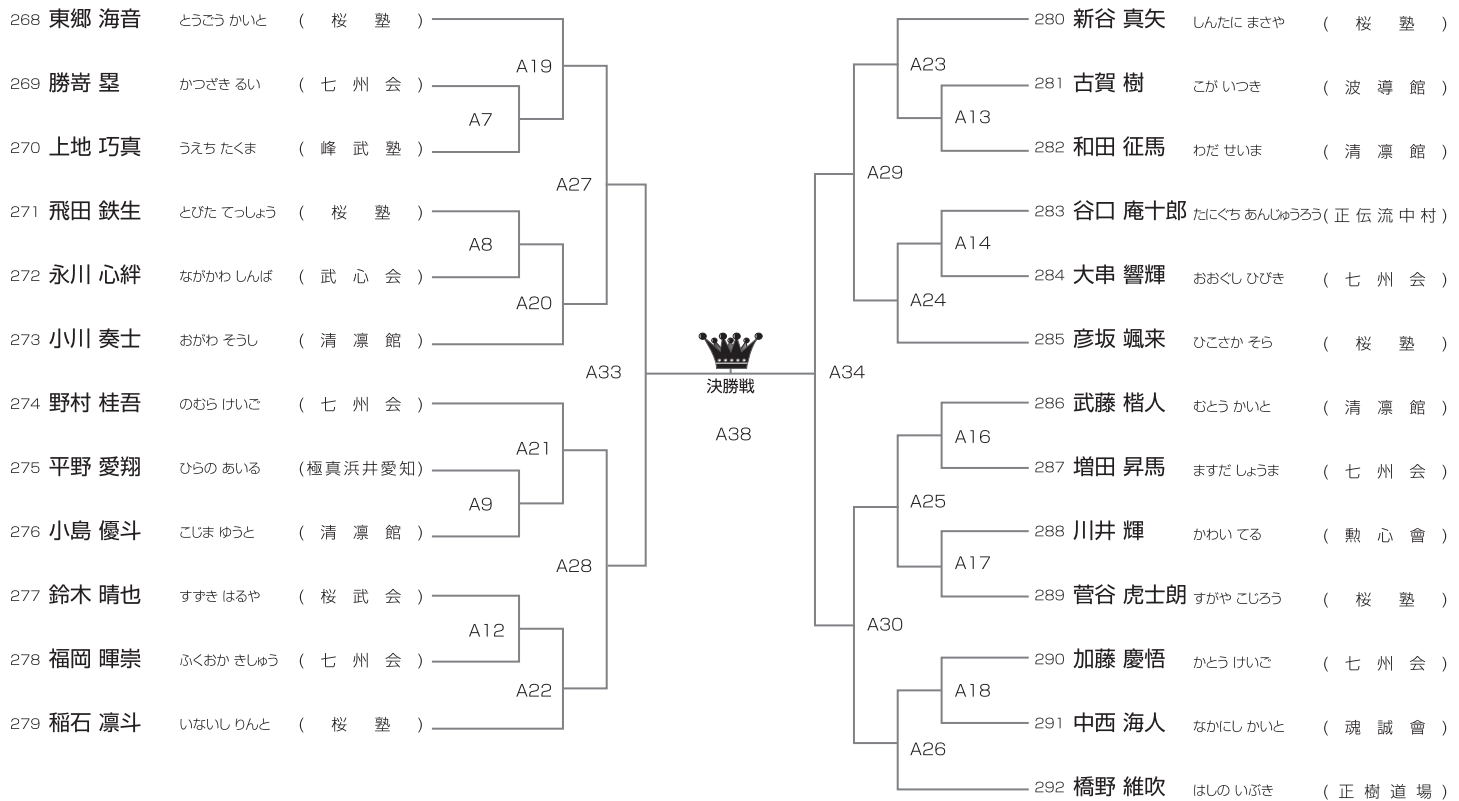 268 東郷 海音 とうごう かいと ( 桜 塾 )
A19
269 勝嵜 塁 かつざき るい ( 七 州 会 )
A7
270 上地 巧真 うえち たくま ( 峰 武 塾 )
A27
271 飛田 鉄生 とびた てっしょう ( 桜 塾 )
A8
272 永川 心絆 ながかわ しんば ( 武 心 会 )
A20
273 小川 奏士 おがわ そうし ( 清 凛 館 )
A33
274 野村 桂吾 のむら けいご ( 七 州 会 )
A21
275 平野 愛翔 ひらの あいる (極真浜井愛知)
A9
276 小島 優斗 こじま ゆうと ( 清 凛 館 )
A28
277 鈴木 晴也 すずき はるや ( 桜 武 会 )
A12
278 福岡 暉崇 ふくおか きしゅう ( 七 州 会 )
A22
279 稲石 凛斗 いないし りんと ( 桜 塾 )
決勝戦
A38
280 新谷 真矢 しんたに まさや ( 桜 塾 )
A23
281 古賀 樹 こが いつき ( 波 導 館 )
A13
282 和田 征馬 わだ せいま ( 清 凛 館 )
A29
283 谷口 庵十郎 たにぐち あんじゅうろう ( 正 伝 流 中 村 )
A14
284 大串 響輝 おおぐし ひびき ( 七 州 会 )
A24
285 彦坂 颯来 ひこさか そら ( 桜 塾 )
A34
286 武藤 楷人 むとう かいと ( 清 凛 館 )
A16
287 増田 昇馬 ますだ しょうま ( 七 州 会 )
A25
288 川井 輝 かわい てる ( 勲 心 會 )
A17
289 菅谷 虎士朗 すがや こじろう ( 桜 塾 )
A30
290 加藤 慶悟 かとう けいご ( 七 州 会 )
A18
291 中西 海人 なかにし かいと ( 魂 誠 會 )
A26
292 橋野 維吹 はしの いぶき ( 正 樹 道 場 )